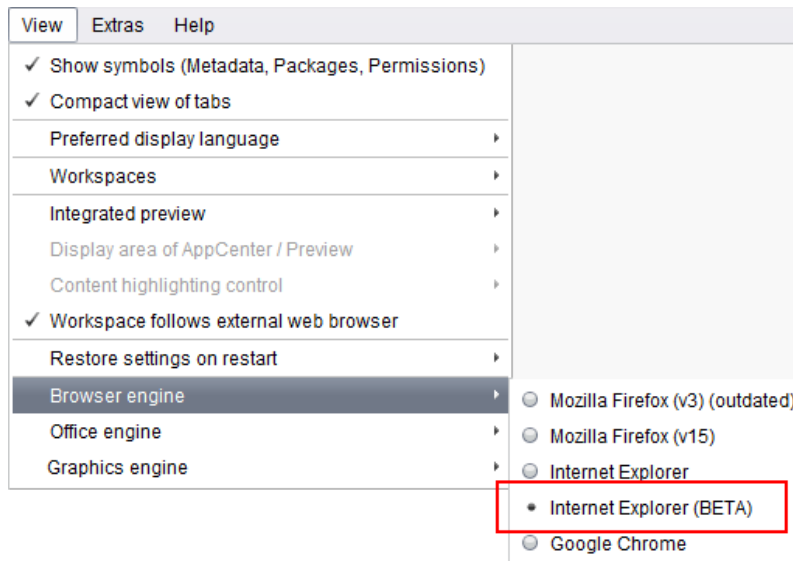 View Extras Help
✓ Show symbols (Metadata, Packages, Permissions)
✓ Compact view of tabs
Preferred display language
Workspaces
Integrated preview
Display area of AppCenter / Preview
Content highlighting control
✓ Workspace follows external web browser
Restore settings on restart
Browser engine
Office engine
Graphics engine
Mozilla Firefox (v3) (outdated)
Mozilla Firefox (v15)
Internet Explorer
Internet Explorer (BETA)
Google Chrome